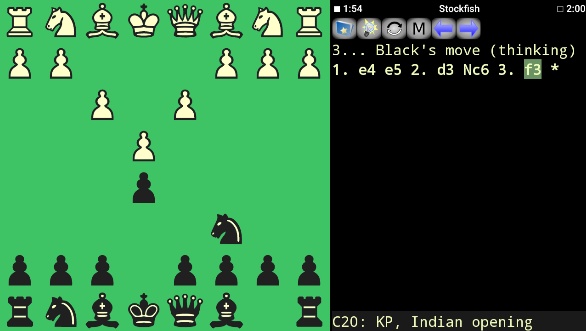 ■ 1:54 Stockfish □ 2:00
M
3... Black's move (thinking)
1. e4 e5 2. d3 Nc6 3. f3 *
C20: KP, Indian opening